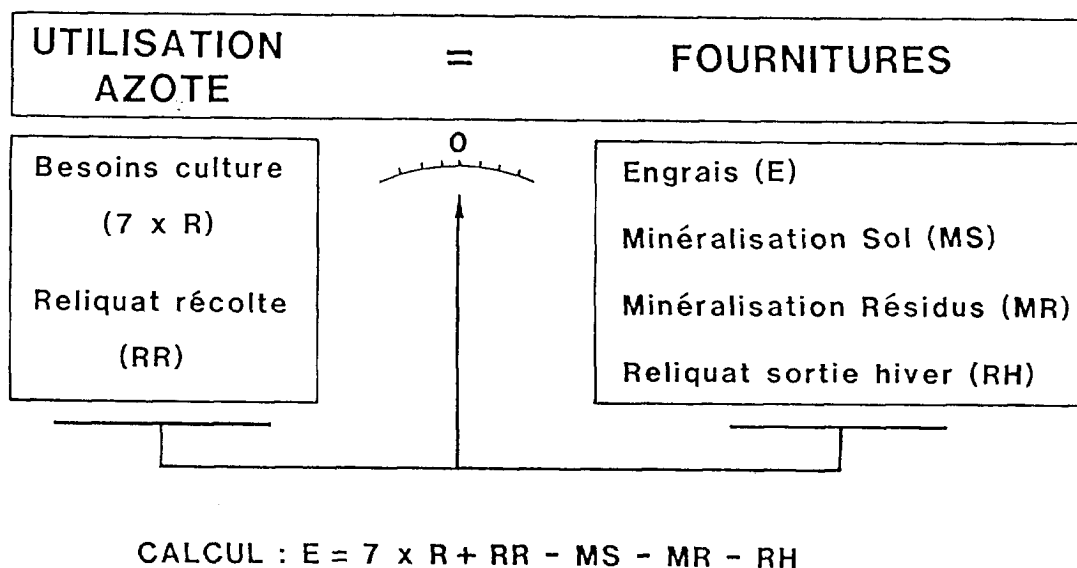 UTILISATION AZOTE = FOURNITURES
Besoins culture
(7 x R)
Reliquat récolte
(RR)
0
Engrais (E)
Minéralisation Sol (MS)
Minéralisation Résidus (MR)
Reliquat sortie hiver (RH)
CALCUL : E = 7 x R + RR - MS - MR - RH